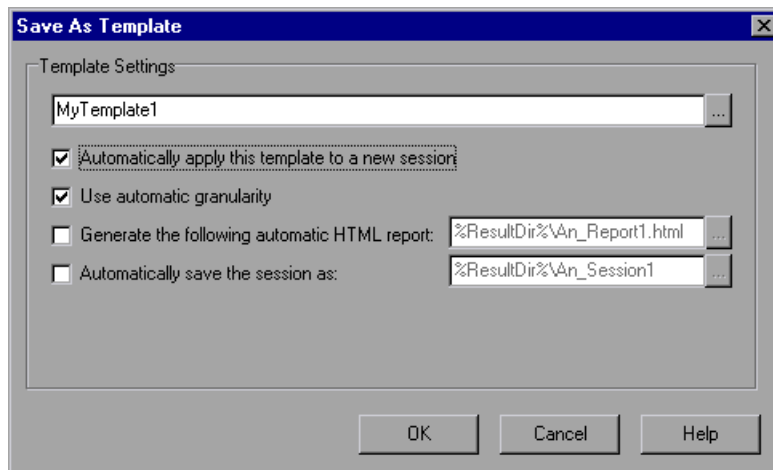 Save As Template
Template Settings
MyTemplate1
...
Automatically apply this template to a new session
Use automatic granularity
Generate the following automatic HTML report: %ResultDir%\An_Report1.html ...
Automatically save the session as: %ResultDir%\An_Session1 ...
OK Cancel Help